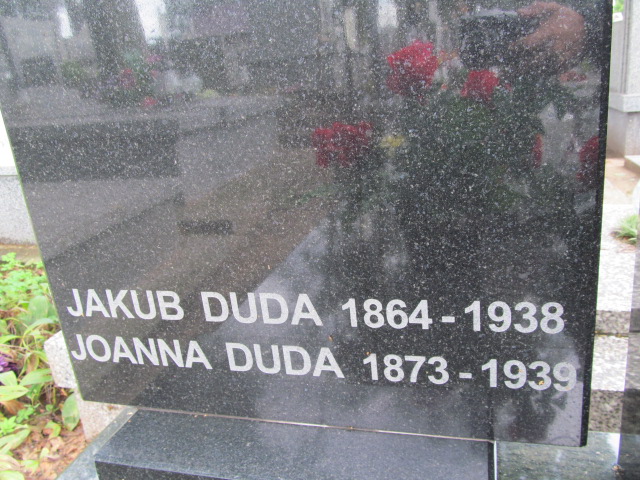 JAKUB DUDA 1864 - 1938
JOANNA DUDA 1873 - 1939